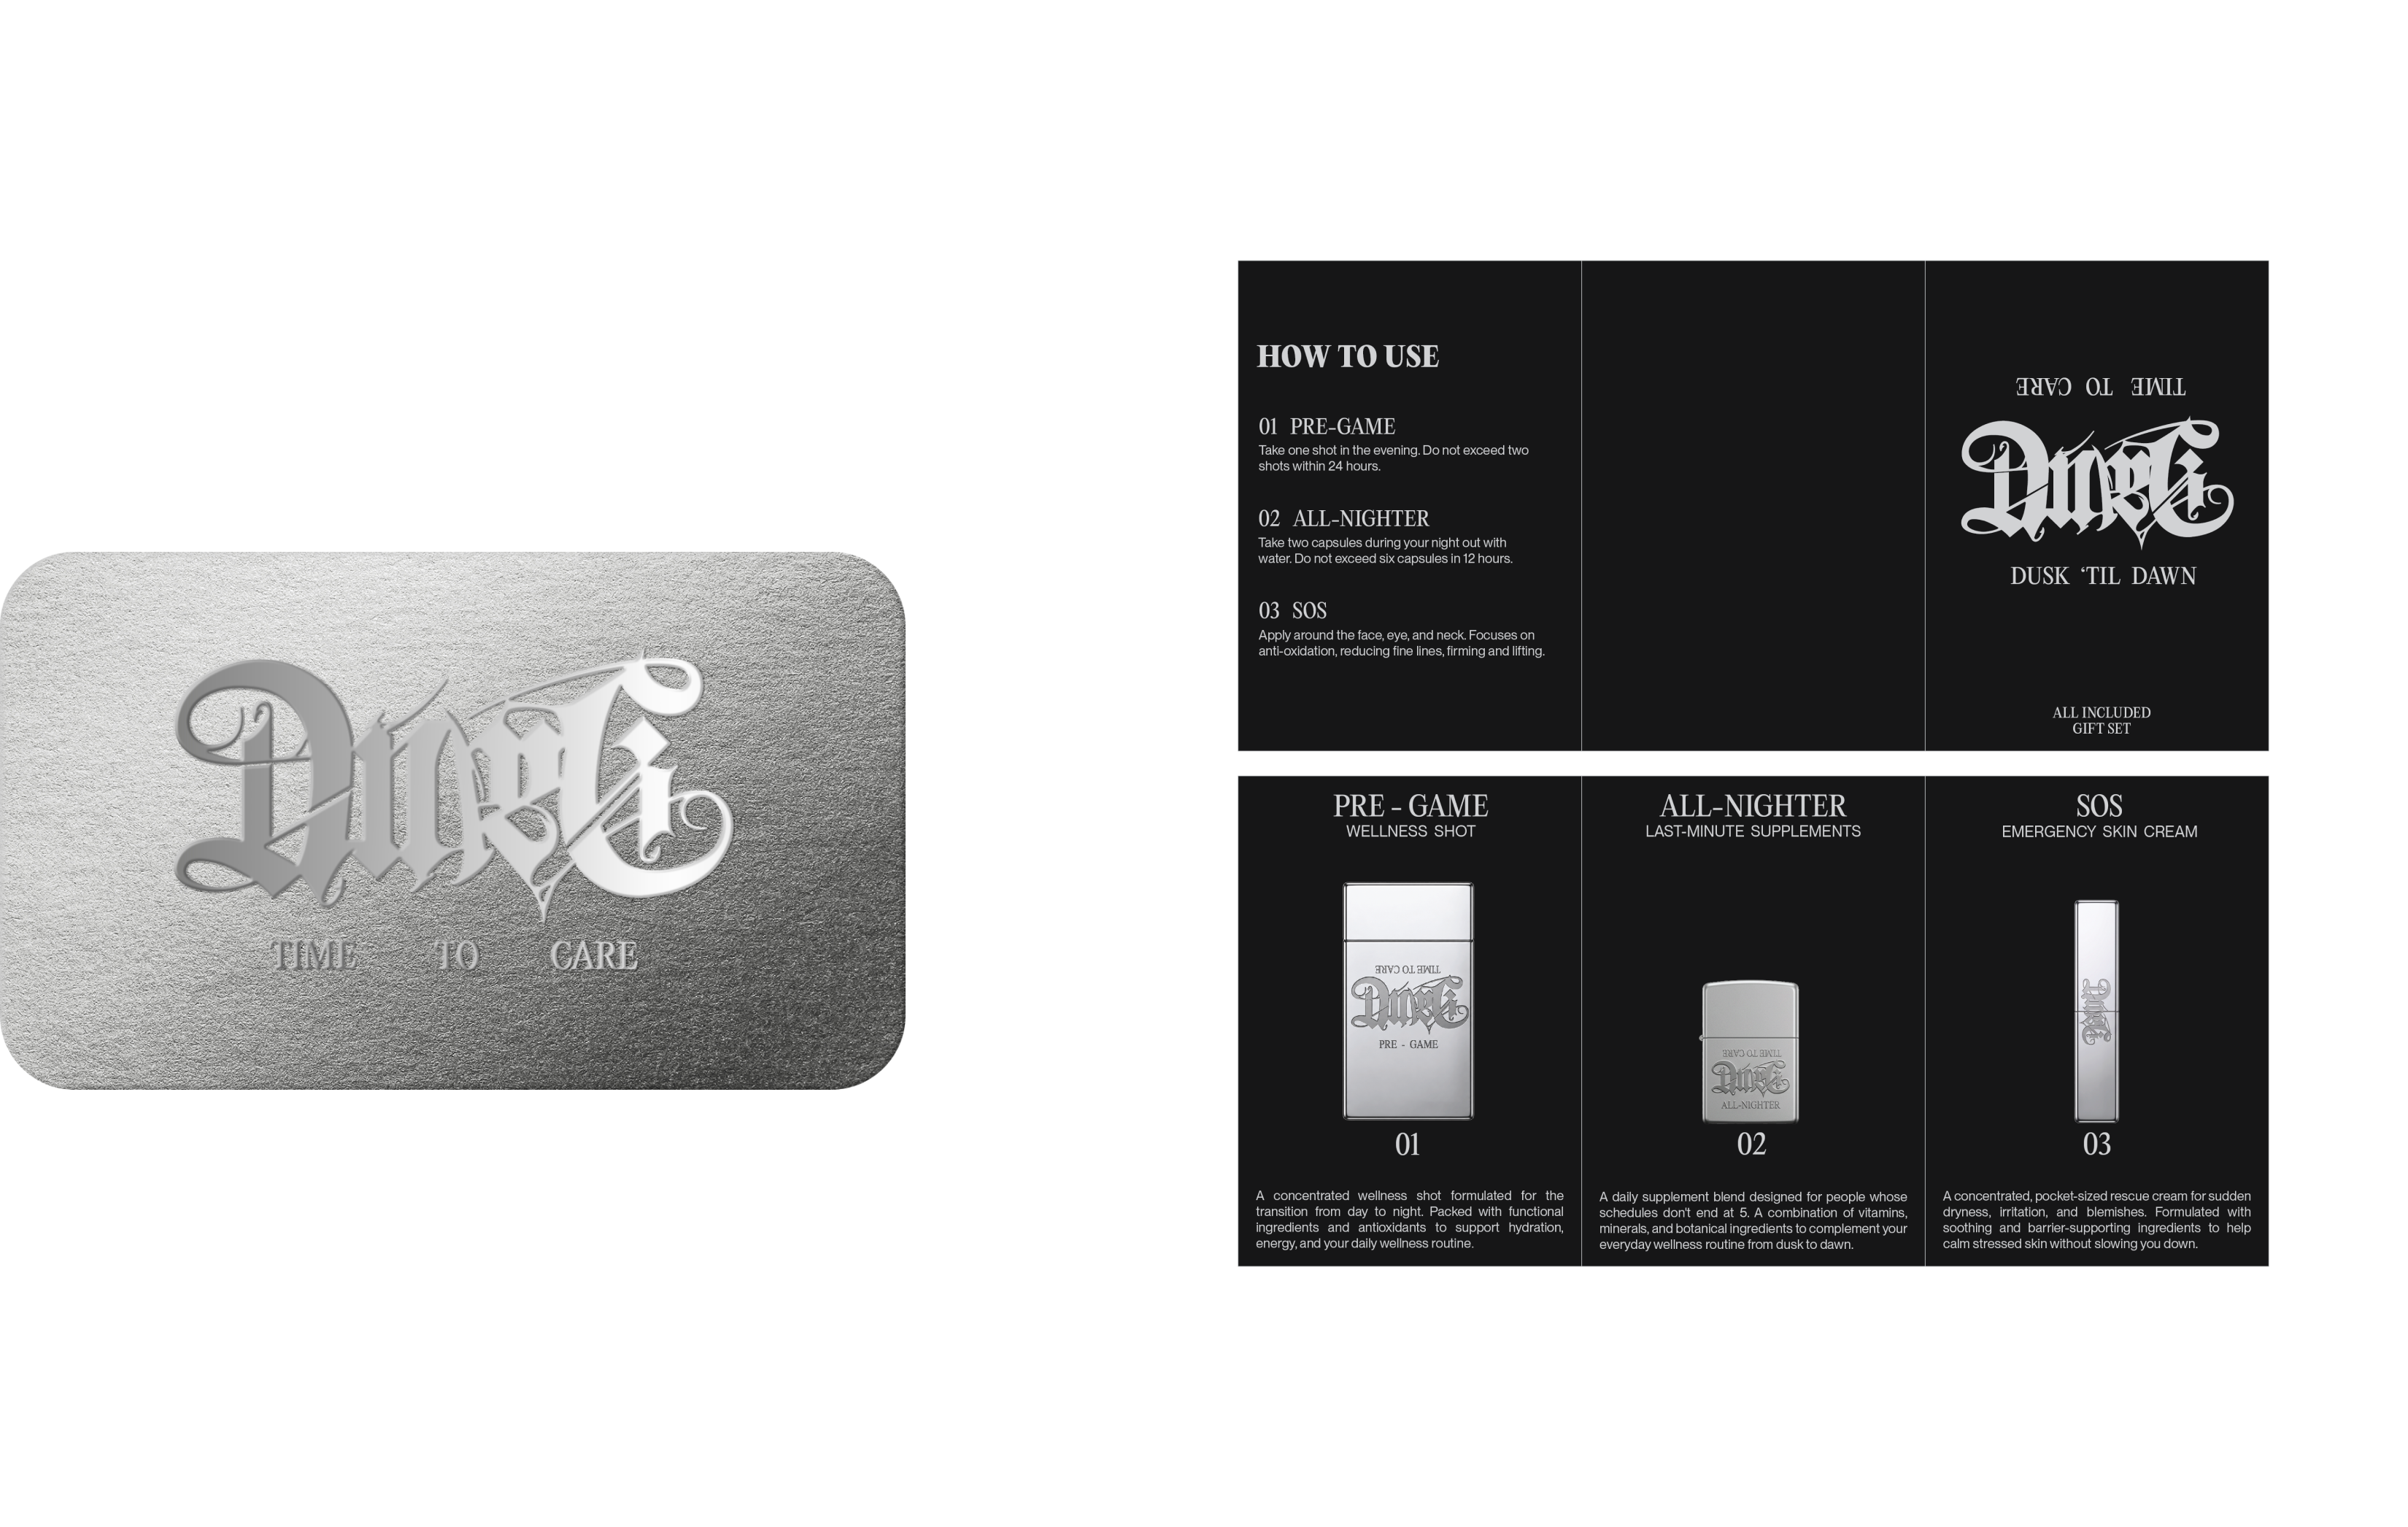 TIME TO CARE
HOW TO USE
01 PRE-GAME
Take one shot in the evening. Do not exceed two
shots within 24 hours.
02 ALL-NIGHTER
Take two capsules during your night out with
water. Do not exceed six capsules in 12 hours.
03 SOS
Apply around the face, eye, and neck. Focuses on
anti-oxidation, reducing fine lines, firming and lifting.
TIME TO CARE
DUSK ‘TIL DAWN
ALL INCLUDED
GIFT SET
PRE - GAME
WELLNESS SHOT
TIME TO CARE
PRE - GAME
01
A concentrated wellness shot formulated for the
transition from day to night. Packed with functional
ingredients and antioxidants to support hydration,
energy, and your daily wellness routine.
ALL-NIGHTER
LAST-MINUTE SUPPLEMENTS
TIME TO CARE
ALL-NIGHTER
02
A daily supplement blend designed for people whose
schedules don't end at 5. A combination of vitamins,
minerals, and botanical ingredients to complement your
everyday wellness routine from dusk to dawn.
SOS
EMERGENCY SKIN CREAM
03
A concentrated, pocket-sized rescue cream for sudden
dryness, irritation, and blemishes. Formulated with
soothing and barrier-supporting ingredients to help
calm stressed skin without slowing you down.